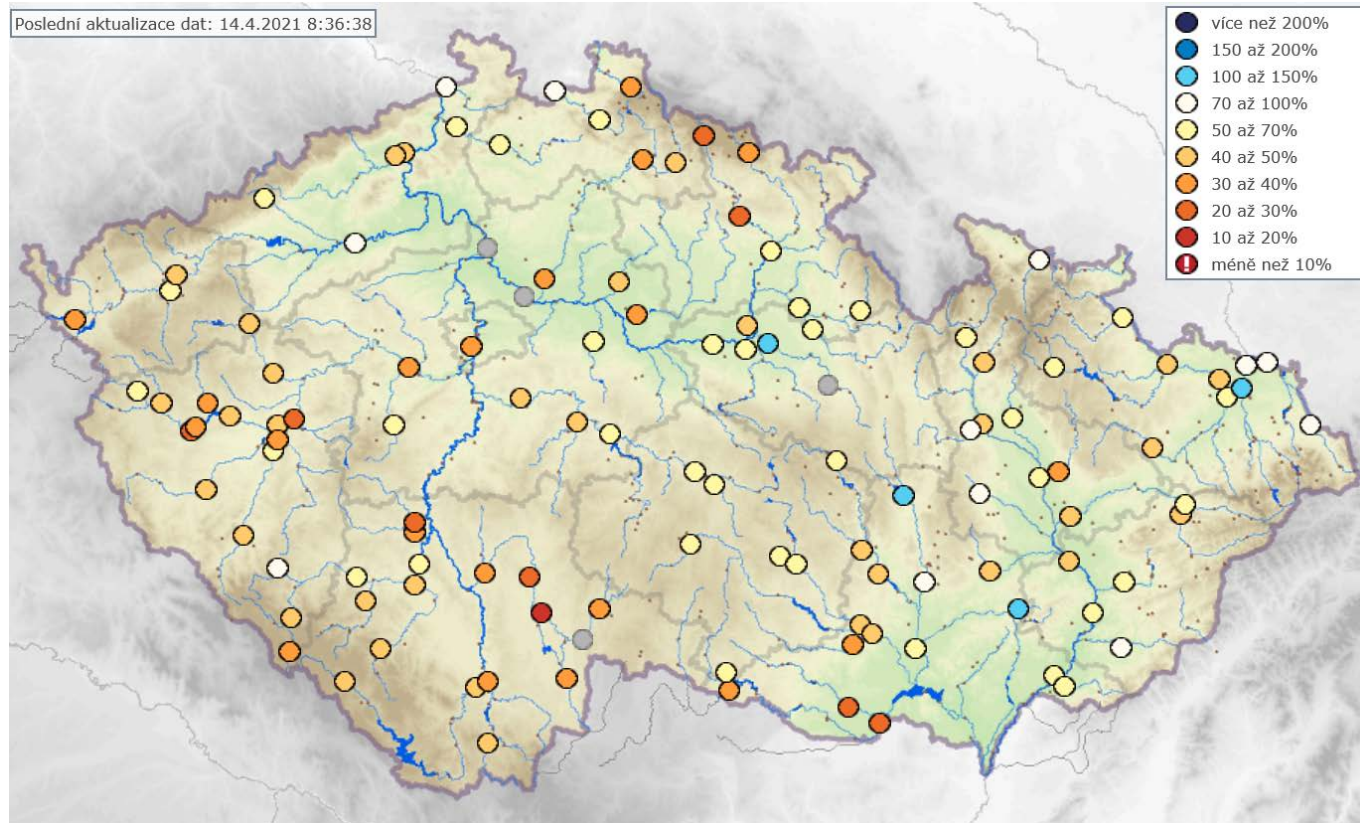 Poslední aktualizace dat: 14.4.2021 8:36:38
více než 200%
150 až 200%
100 až 150%
70 až 100%
50 až 70%
40 až 50%
30 až 40%
20 až 30%
10 až 20%
! méně než 10%